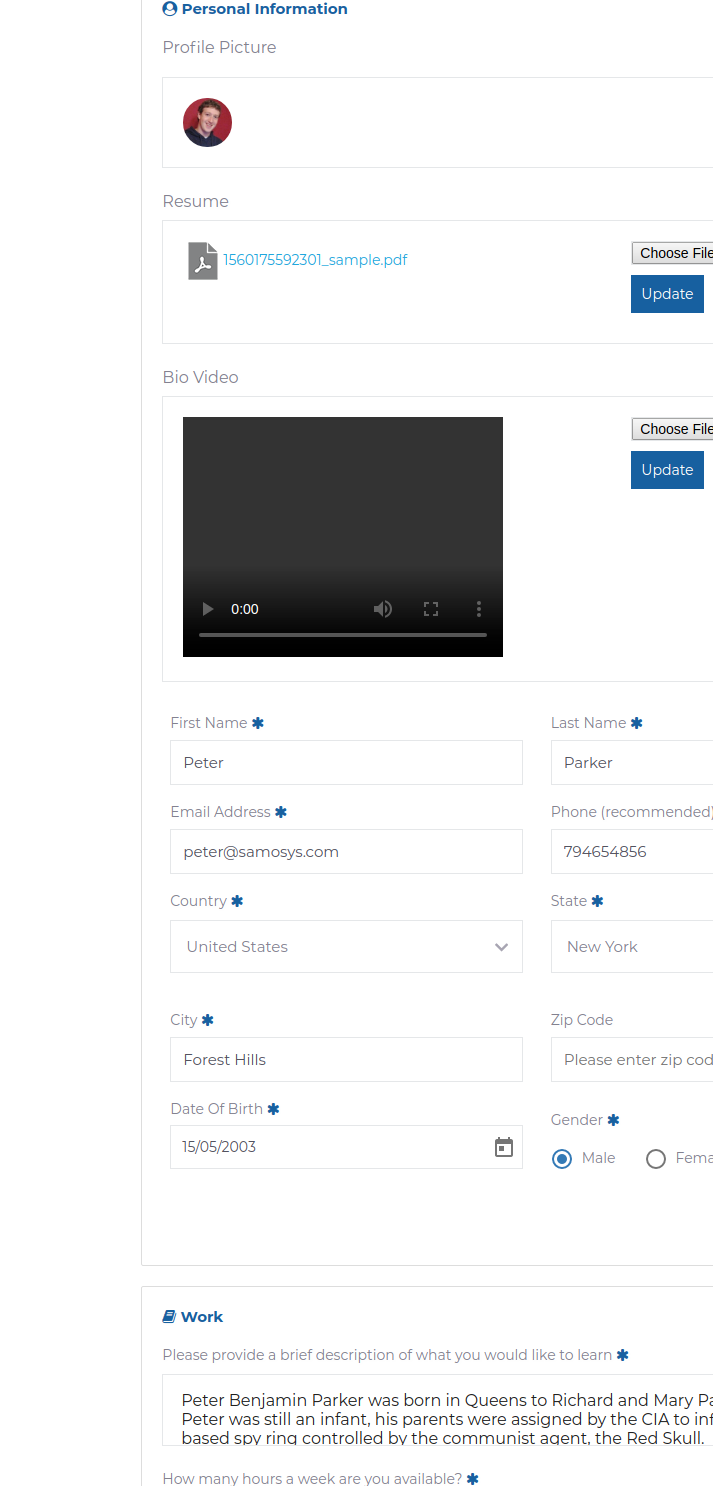 Personal Information
Profile Picture
Resume
1560175592301_sample.pdf
Choose File
Update
Bio Video
Choose File
Update
0:00
First Name ✱ Last Name ✱
Peter Parker
Email Address ✱ Phone (recommended)
peter@samosys.com 794654856
Country ✱ State ✱
United States New York
City ✱ Zip Code
Forest Hills Please enter zip cod
Date Of Birth ✱ Gender ✱
15/05/2003 Male Fema
Work
Please provide a brief description of what you would like to learn ✱
Peter Benjamin Parker was born in Queens to Richard and Mary Pa
Peter was still an infant, his parents were assigned by the CIA to inf
based spy ring controlled by the communist agent, the Red Skull.
How many hours a week are you available? ✱